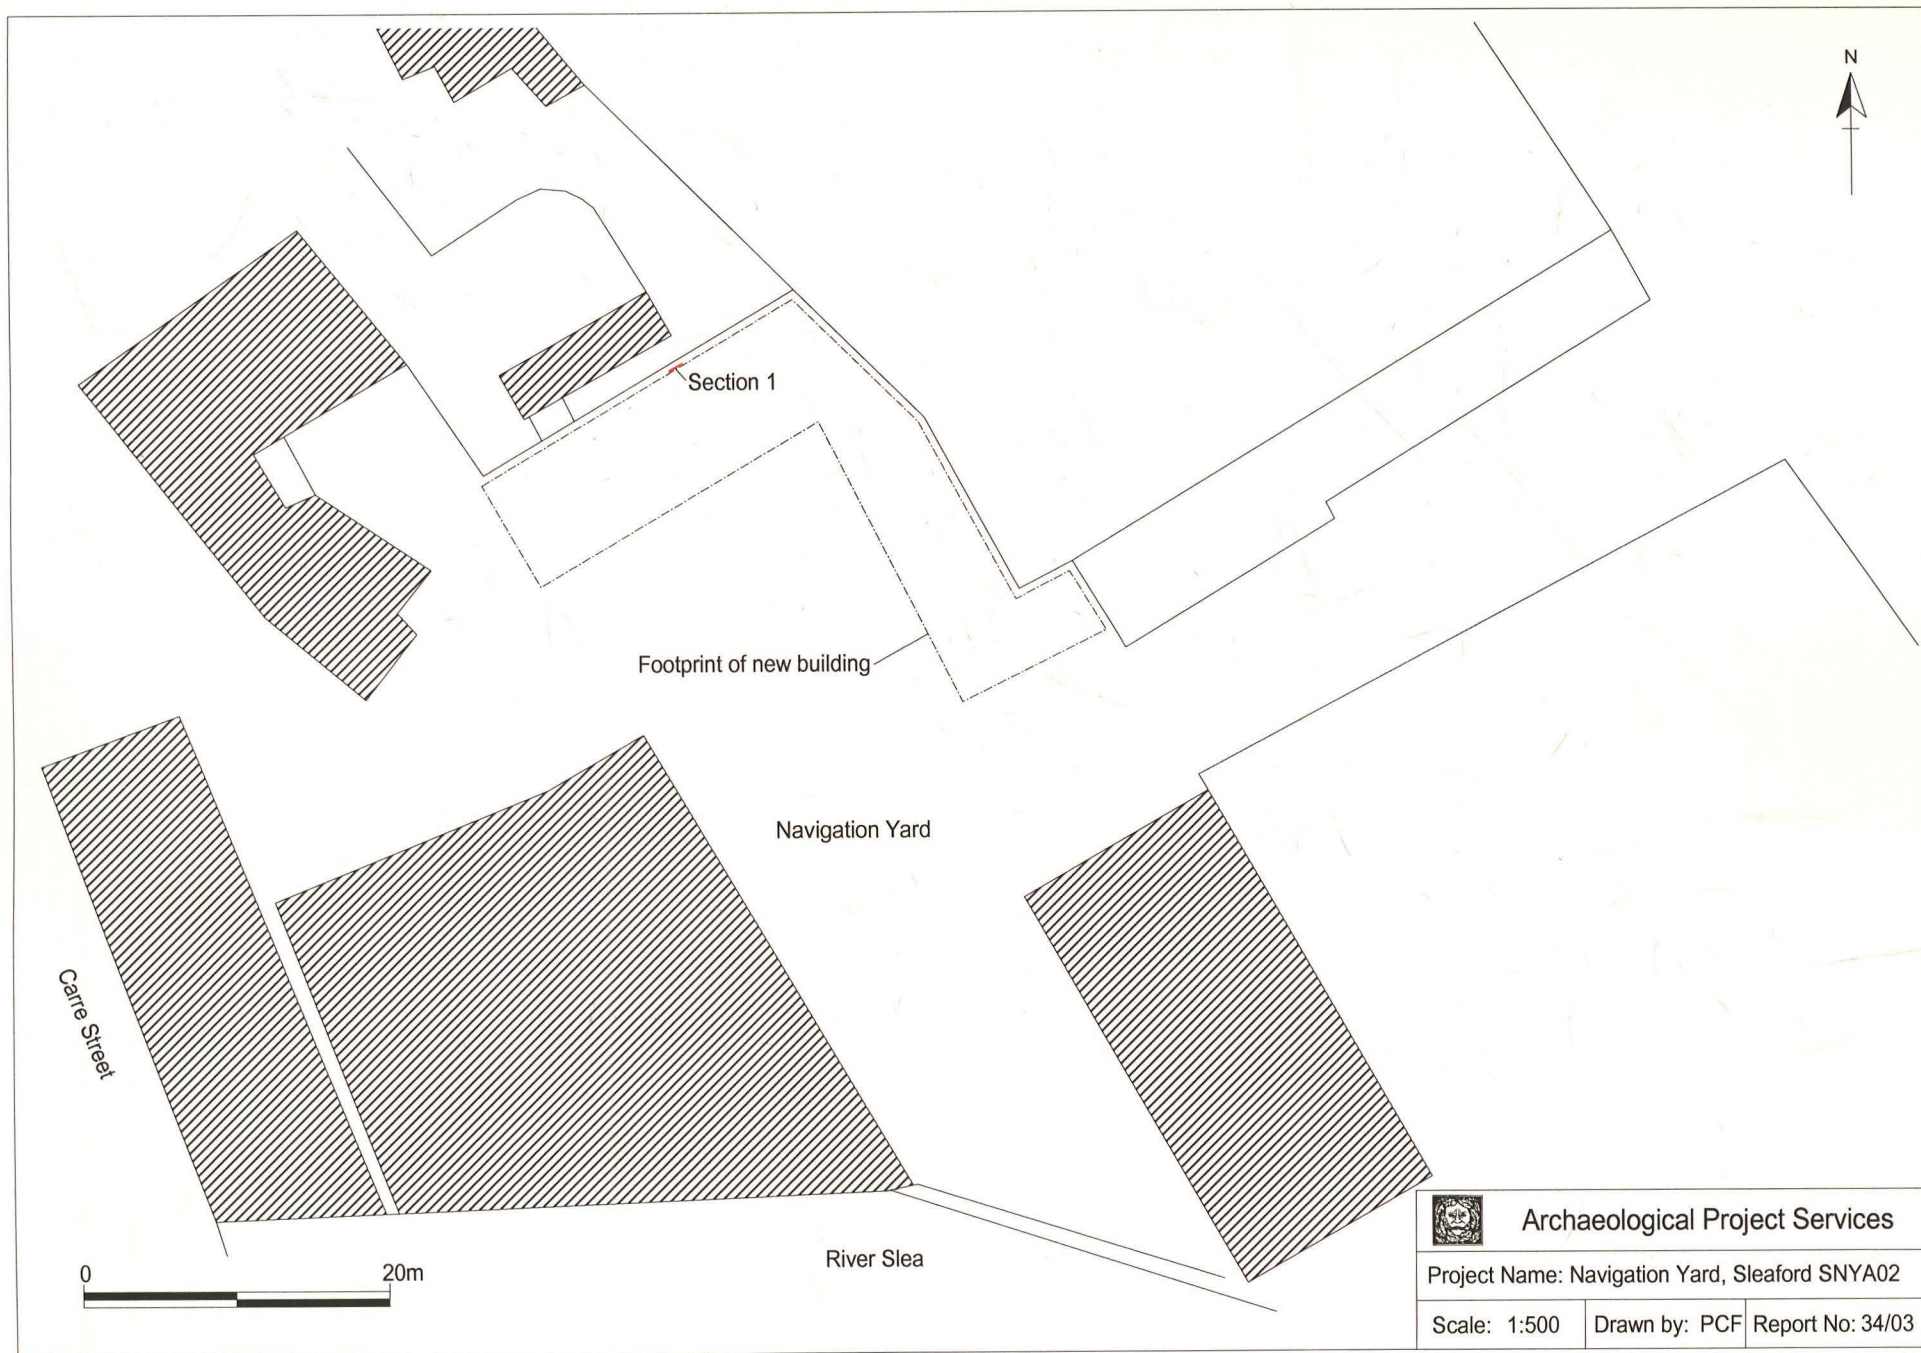 N
Section 1
Footprint of new building
Navigation Yard
Carre Street
River Slea
0 20m
Archaeological Project Services
Project Name: Navigation Yard, Sleaford SNYA02
Scale: 1:500 Drawn by: PCF Report No: 34/03